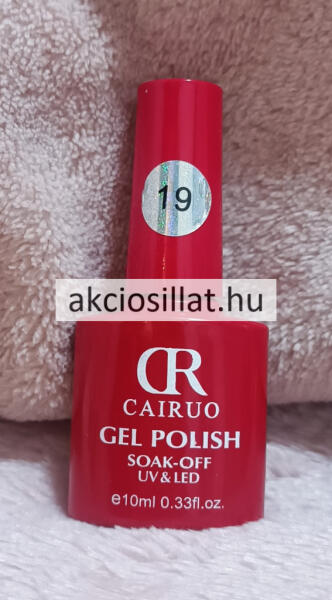 19
akciosillat.hu
CR
CAIRUO
GEL POLISH
SOAK-OFF
UV & LED
e10ml 0.33fl.oz.